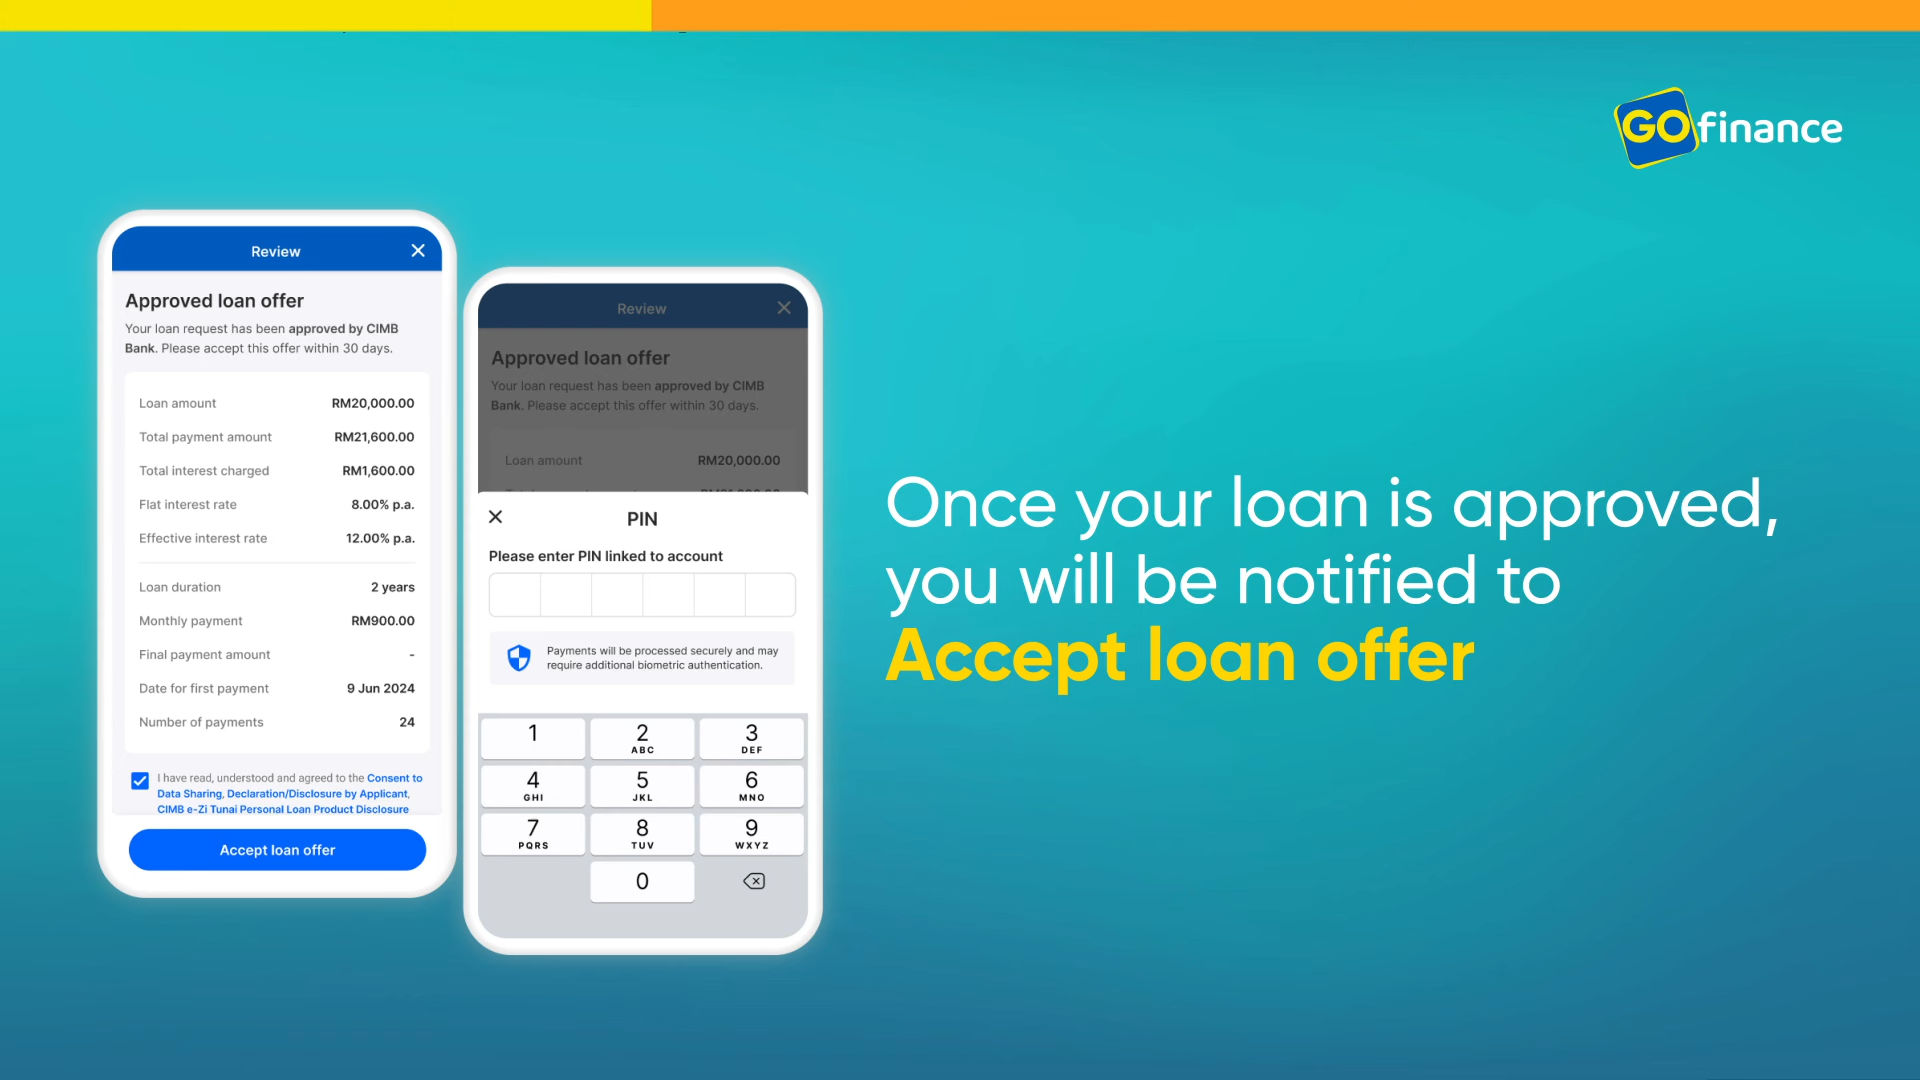 GOfinance
Review
Approved loan offer
Your loan request has been approved by CIMB
Bank. Please accept this offer within 30 days.
Loan amount RM20,000.00
Total payment amount RM21,600.00
Total interest charged RM1,600.00
Flat interest rate 8.00% p.a.
Effective interest rate 12.00% p.a.
Loan duration 2 years
Monthly payment RM900.00
Final payment amount -
Date for first payment 9 Jun 2024
Number of payments 24
I have read, understood and agreed to the Consent to
Data Sharing, Declaration/Disclosure by Applicant,
CIMB e-Zi Tunai Personal Loan Product Disclosure
Accept loan offer
Review
Approved loan offer
Your loan request has been approved by CIMB
Bank. Please accept this offer within 30 days.
Loan amount RM20,000.00
PIN
Please enter PIN linked to account
Payments will be processed securely and may
require additional biometric authentication.
1 2 3
ABC DEF
4 5 6
GHI JKL MNO
7 8 9
PQRS TUV WXYZ
0
Once your loan is approved,
you will be notified to
Accept loan offer